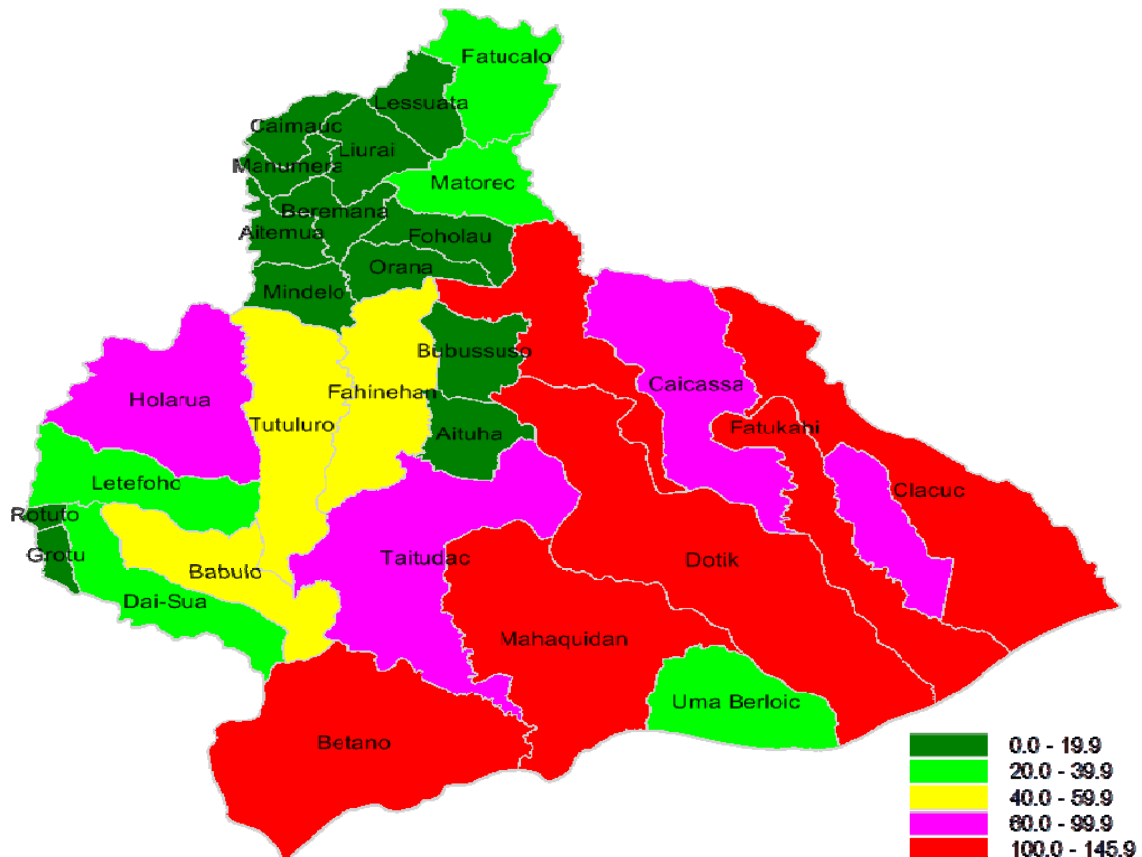 Fatucalo
Lessuata
Caimauc
Liurai
Manumera
Matorec
Beremana
Aitemua
Foholau
Orana
Mindelo
Bubussuso
Caicassa
Fahinehan
Holarua
Tutuluro
Fatukahi
Aituha
Letefoho
Clacuc
Rotuto
Grotu
Taitudac
Dotik
Babulo
Dai-Sua
Mahaquidan
Uma Berloic
Betano
0.0 - 19.9
20.0 - 39.9
40.0 - 59.9
60.0 - 99.9
100.0 - 145.9